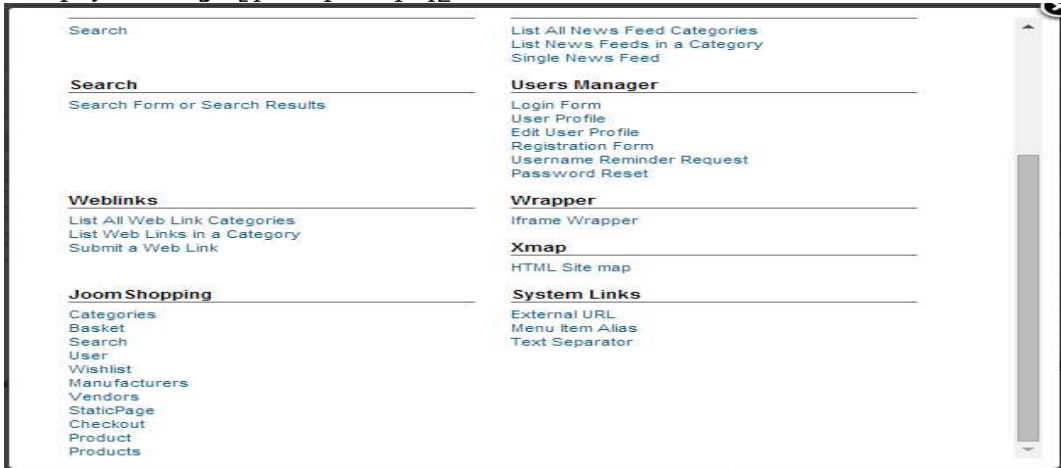 Search
List All News Feed Categories
List News Feeds in a Category
Single News Feed
Search
Search Form or Search Results
Users Manager
Login Form
User Profile
Edit User Profile
Registration Form
Username Reminder Request
Password Reset
Weblinks
List All Web Link Categories
List Web Links in a Category
Submit a Web Link
Wrapper
Iframe Wrapper
Xmap
HTML Site map
JoomShopping
Categories
Basket
Search
User
Wishlist
Manufacturers
Vendors
StaticPage
Checkout
Product
Products
System Links
External URL
Menu Item Alias
Text Separator